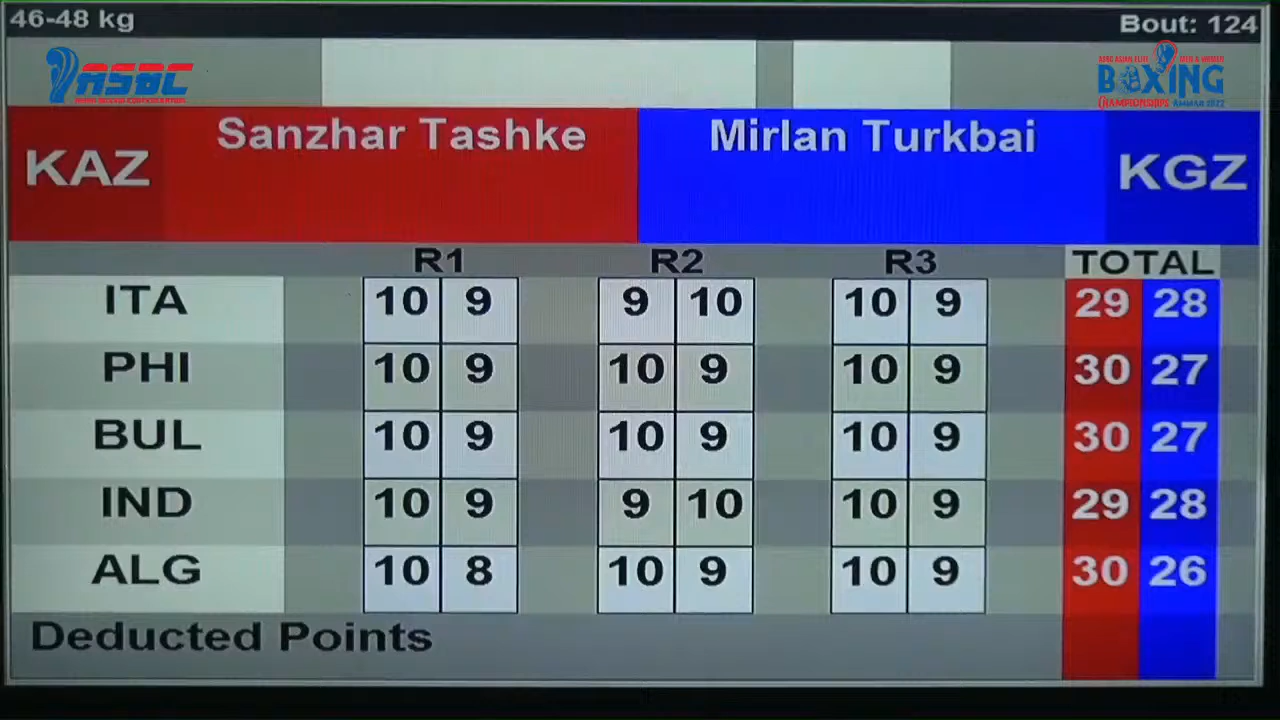 46-48 kg
Bout: 124
ASBC
BOXING
CHAMPIONSHIPS AMMAN 2022
KAZ
Sanzhar Tashke
Mirlan Turkbai
KGZ
R1 R2 R3 TOTAL
ITA 10 9 9 10 10 9 29 28
PHI 10 9 10 9 10 9 30 27
BUL 10 9 10 9 10 9 30 27
IND 10 9 9 10 10 9 29 28
ALG 10 8 10 9 10 9 30 26
Deducted Points